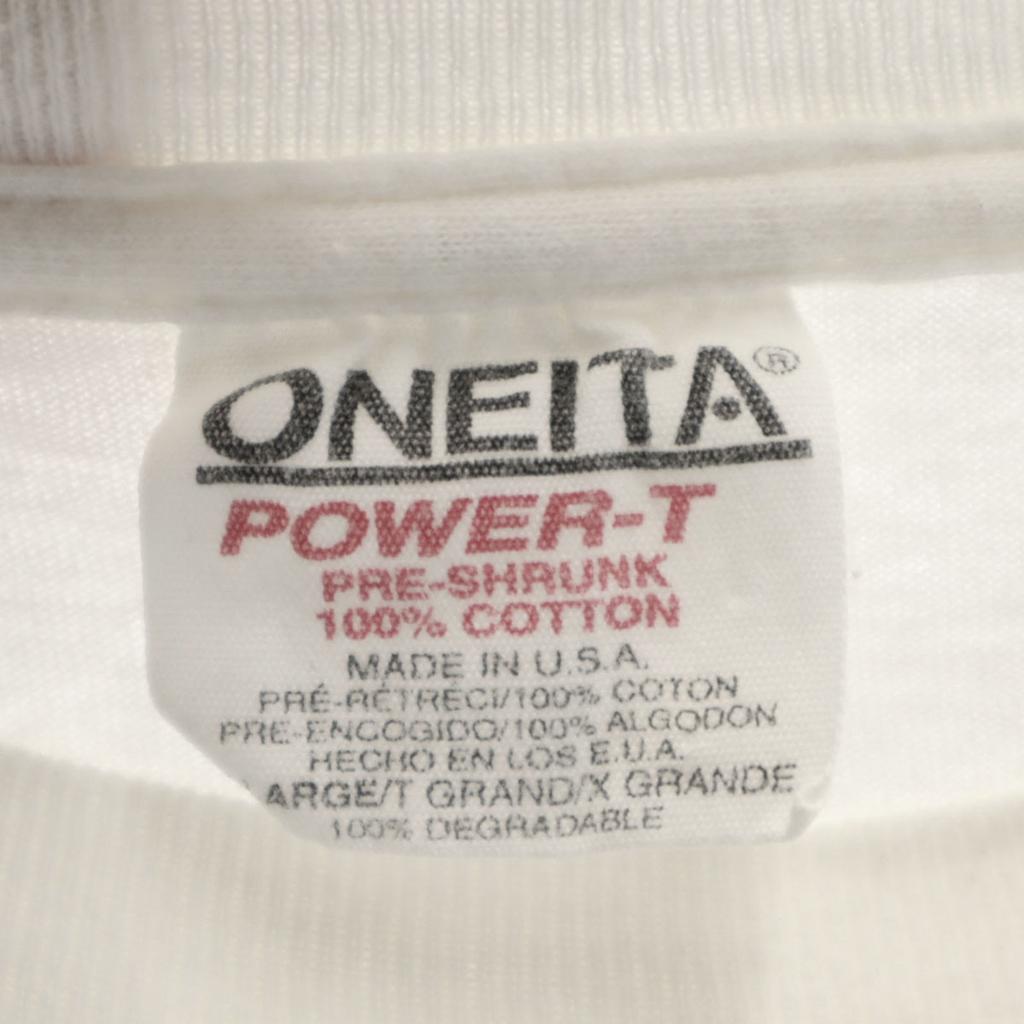 ONEITA®
POWER-T
PRE-SHRUNK
100% COTTON
MADE IN U.S.A.
PRÉ-RÉTRÉCI/100% COTON
PRE-ENCOGIDO/100% ALGODON
HECHO EN LOS E.U.A.
ARGE/T GRAND/X GRANDE
100% DEGRADABLE